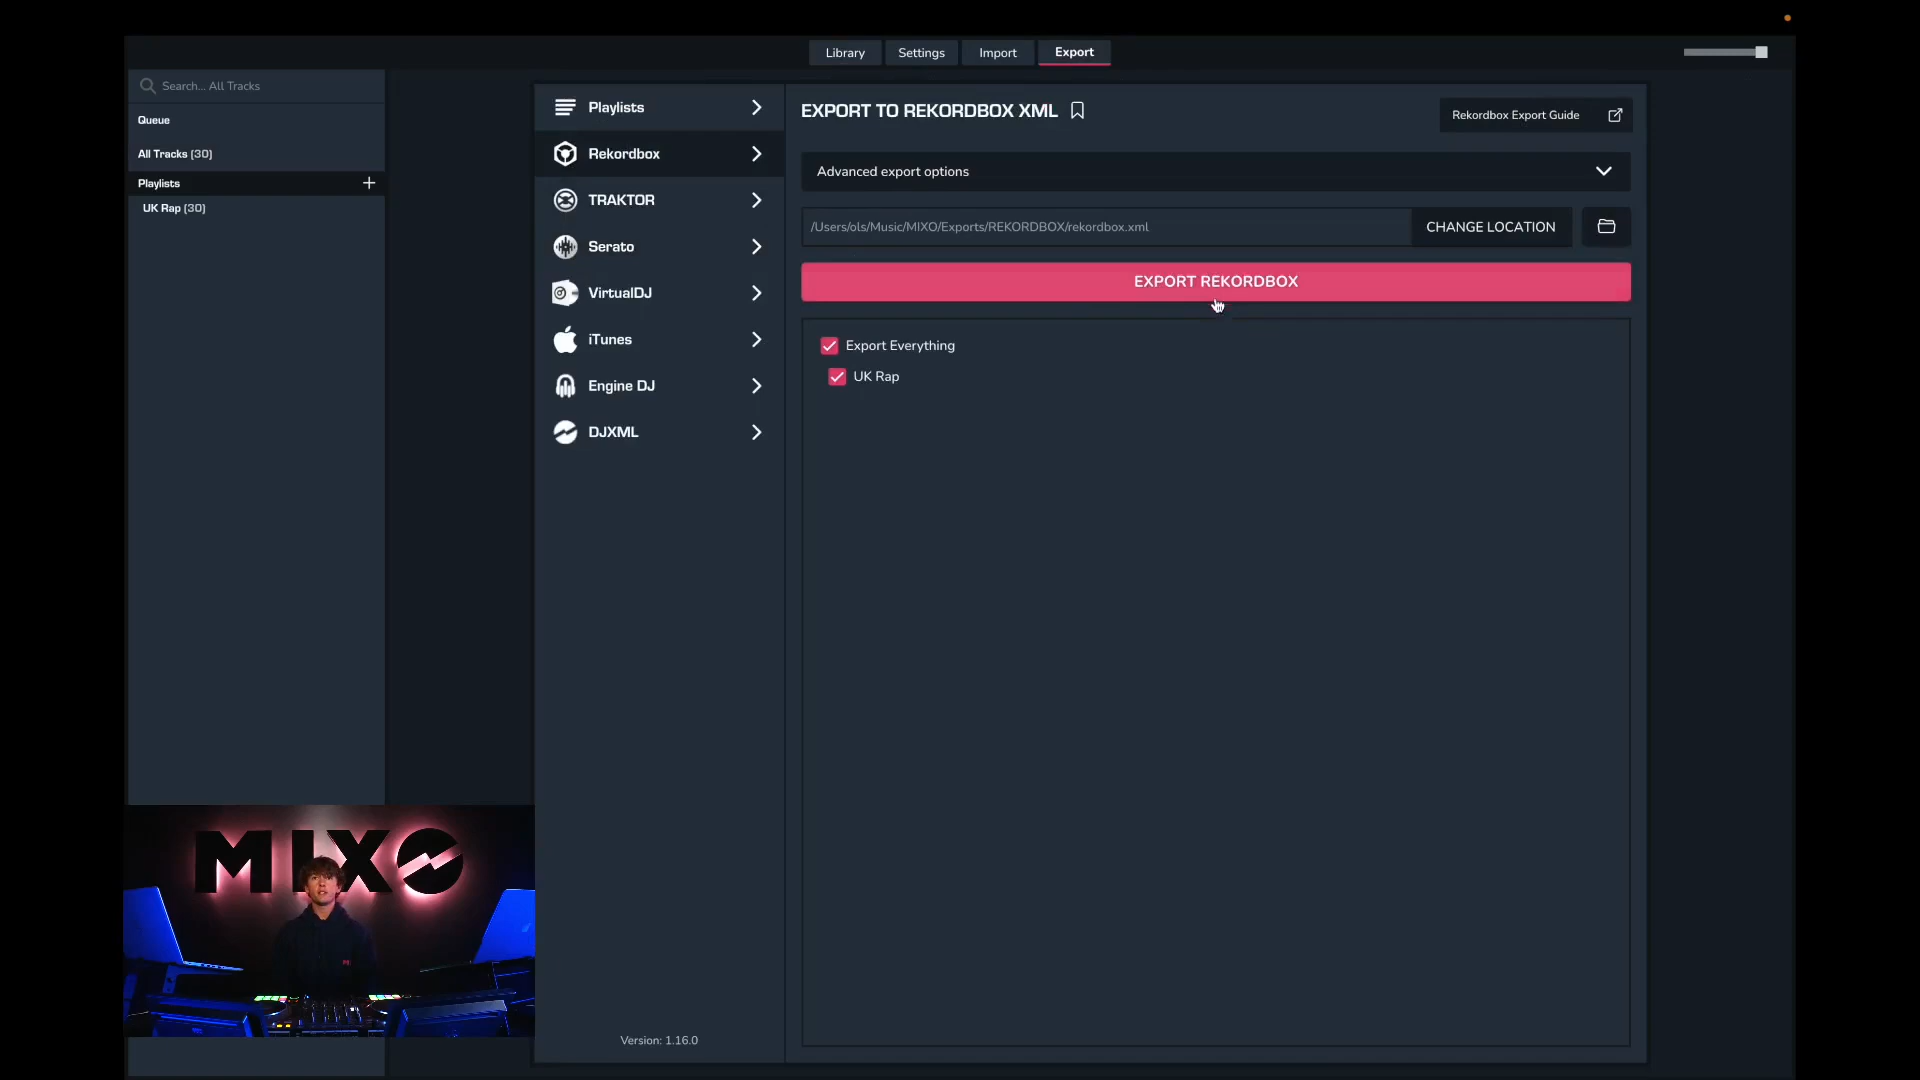 Library
Settings
Import
Export
Search... All Tracks
Queue
All Tracks (30)
Playlists
UK Rap (30)
Playlists
Rekordbox
TRAKTOR
Serato
VirtualDJ
iTunes
Engine DJ
DJXML
Version: 1.16.0
EXPORT TO REKORDBOX XML
Rekordbox Export Guide
Advanced export options
/Users/ols/Music/MIXO/Exports/REKORDBOX/rekordbox.xml
CHANGE LOCATION
EXPORT REKORDBOX
Export Everything
UK Rap
MIXO